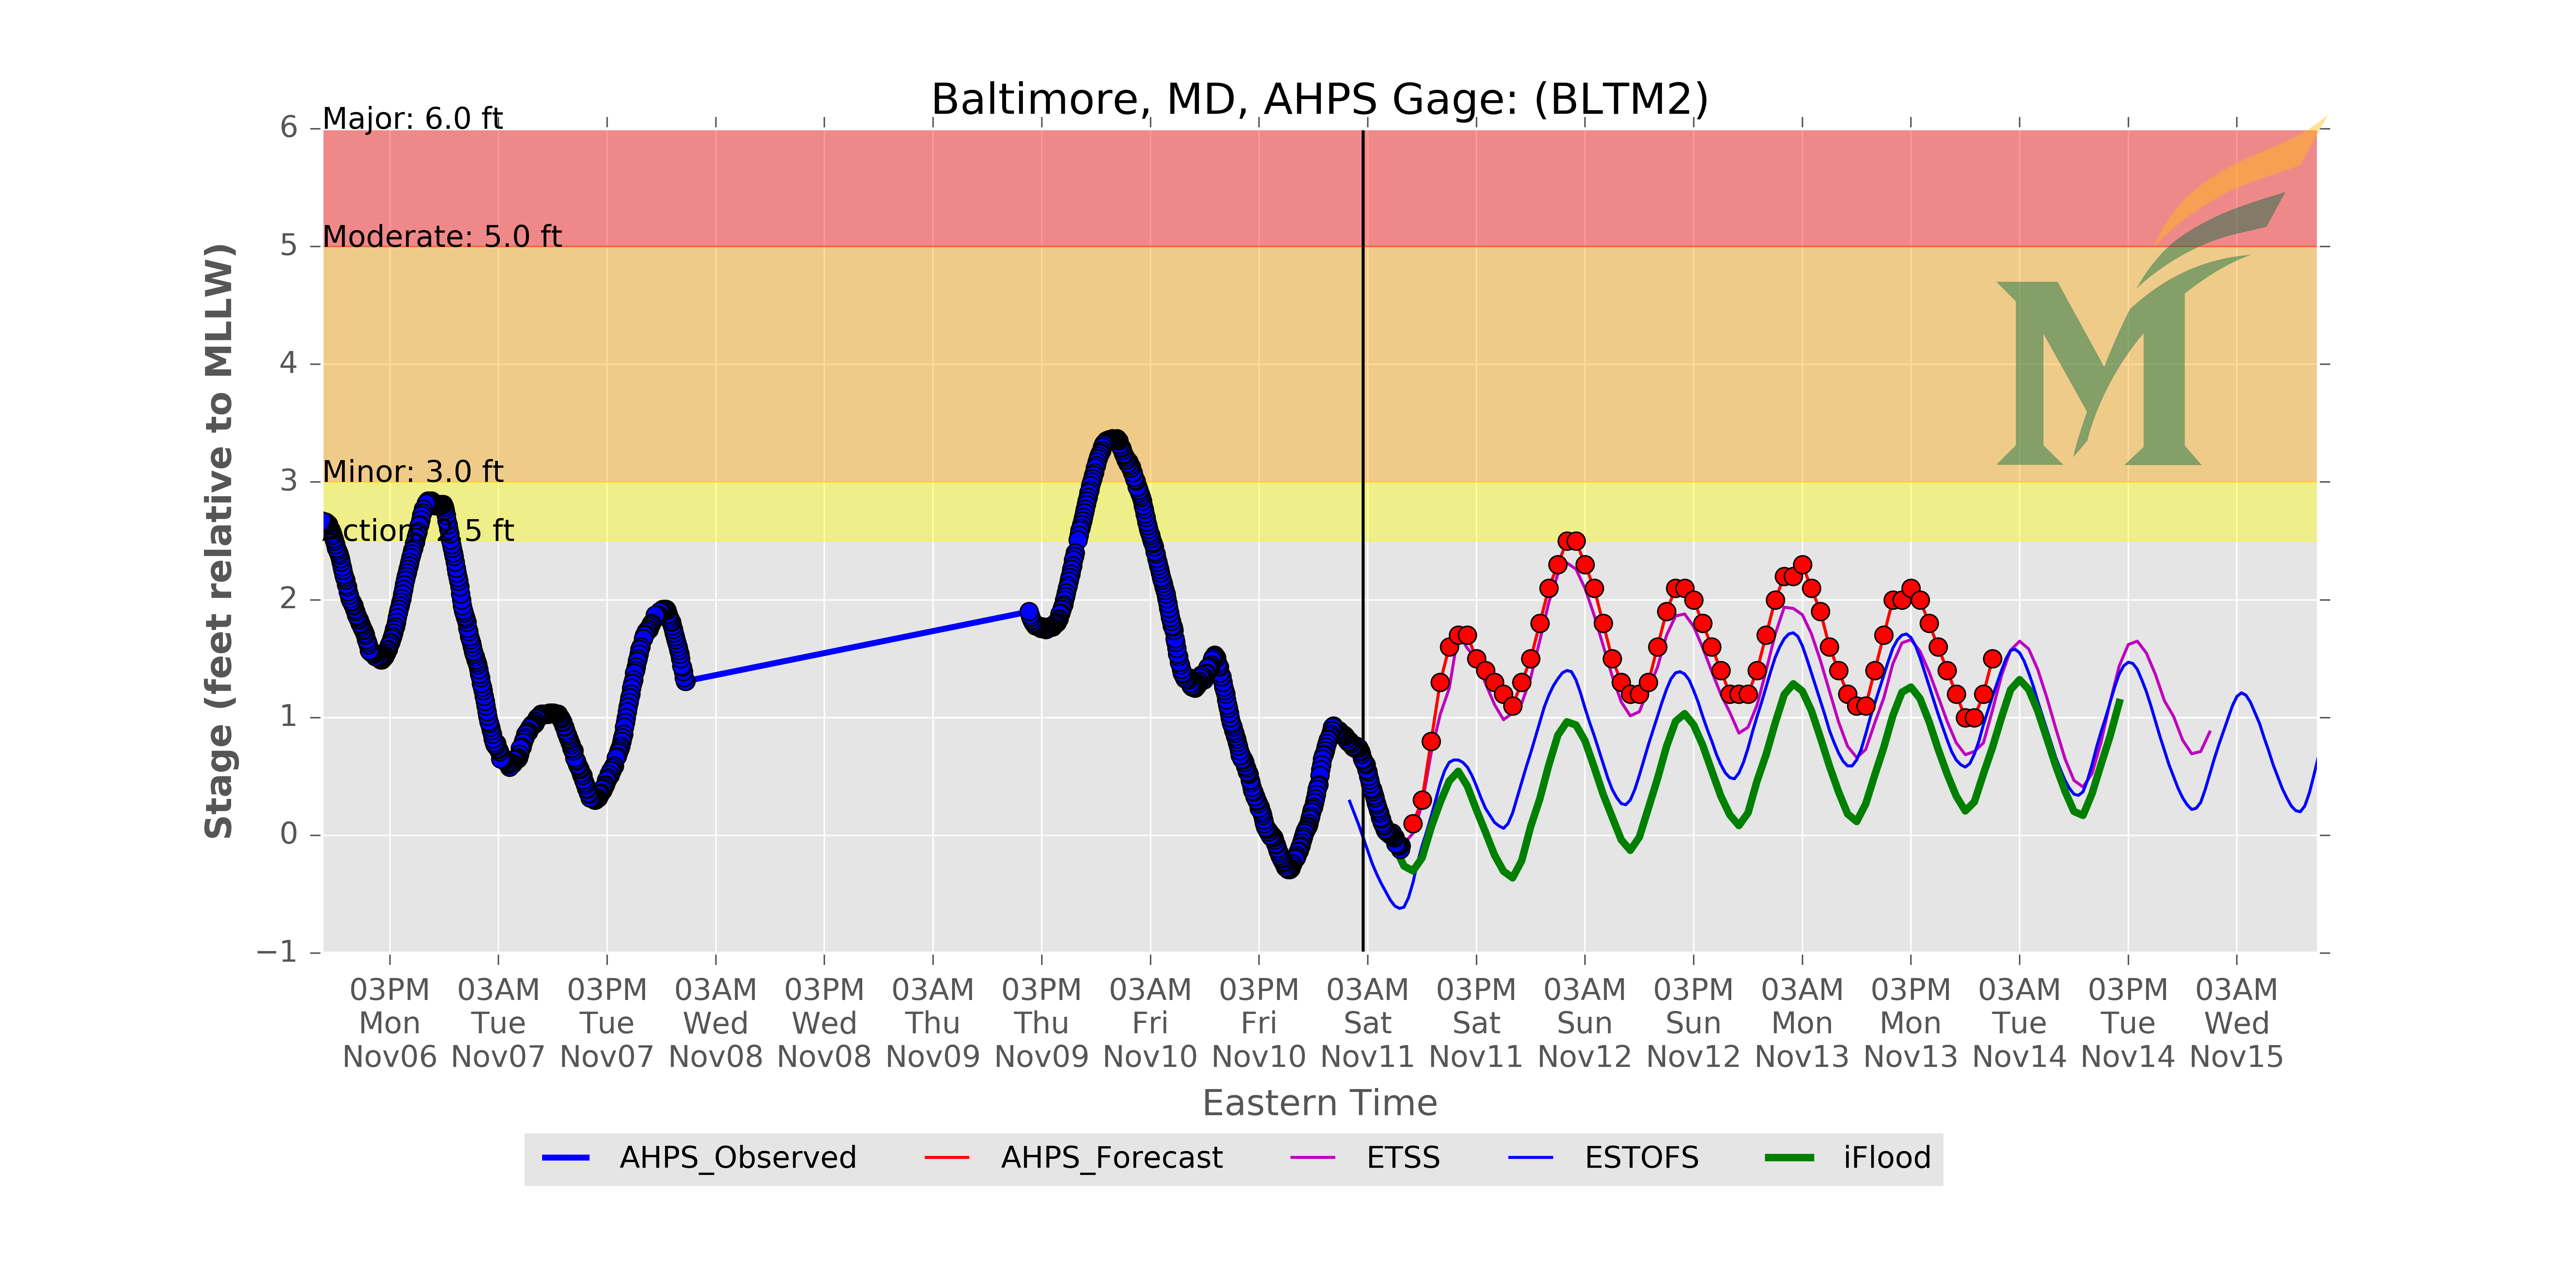 Baltimore, MD, AHPS Gage: (BLTM2)
Major: 6.0 ft
Moderate: 5.0 ft
Minor: 3.0 ft
Action: 2.5 ft
Stage (feet relative to MLLW)
6
5
4
3
2
1
0
−1
03PM 03AM 03PM 03AM 03PM 03AM 03PM 03AM 03PM 03AM 03PM 03AM 03PM 03AM 03PM 03AM 03PM 03AM
Mon Tue Tue Wed Wed Thu Thu Fri Fri Sat Sat Sun Sun Mon Mon Tue Tue Wed
Nov06 Nov07 Nov07 Nov08 Nov08 Nov09 Nov09 Nov10 Nov10 Nov11 Nov11 Nov12 Nov12 Nov13 Nov13 Nov14 Nov14 Nov15
Eastern Time
AHPS_Observed AHPS_Forecast ETSS ESTOFS iFlood
M